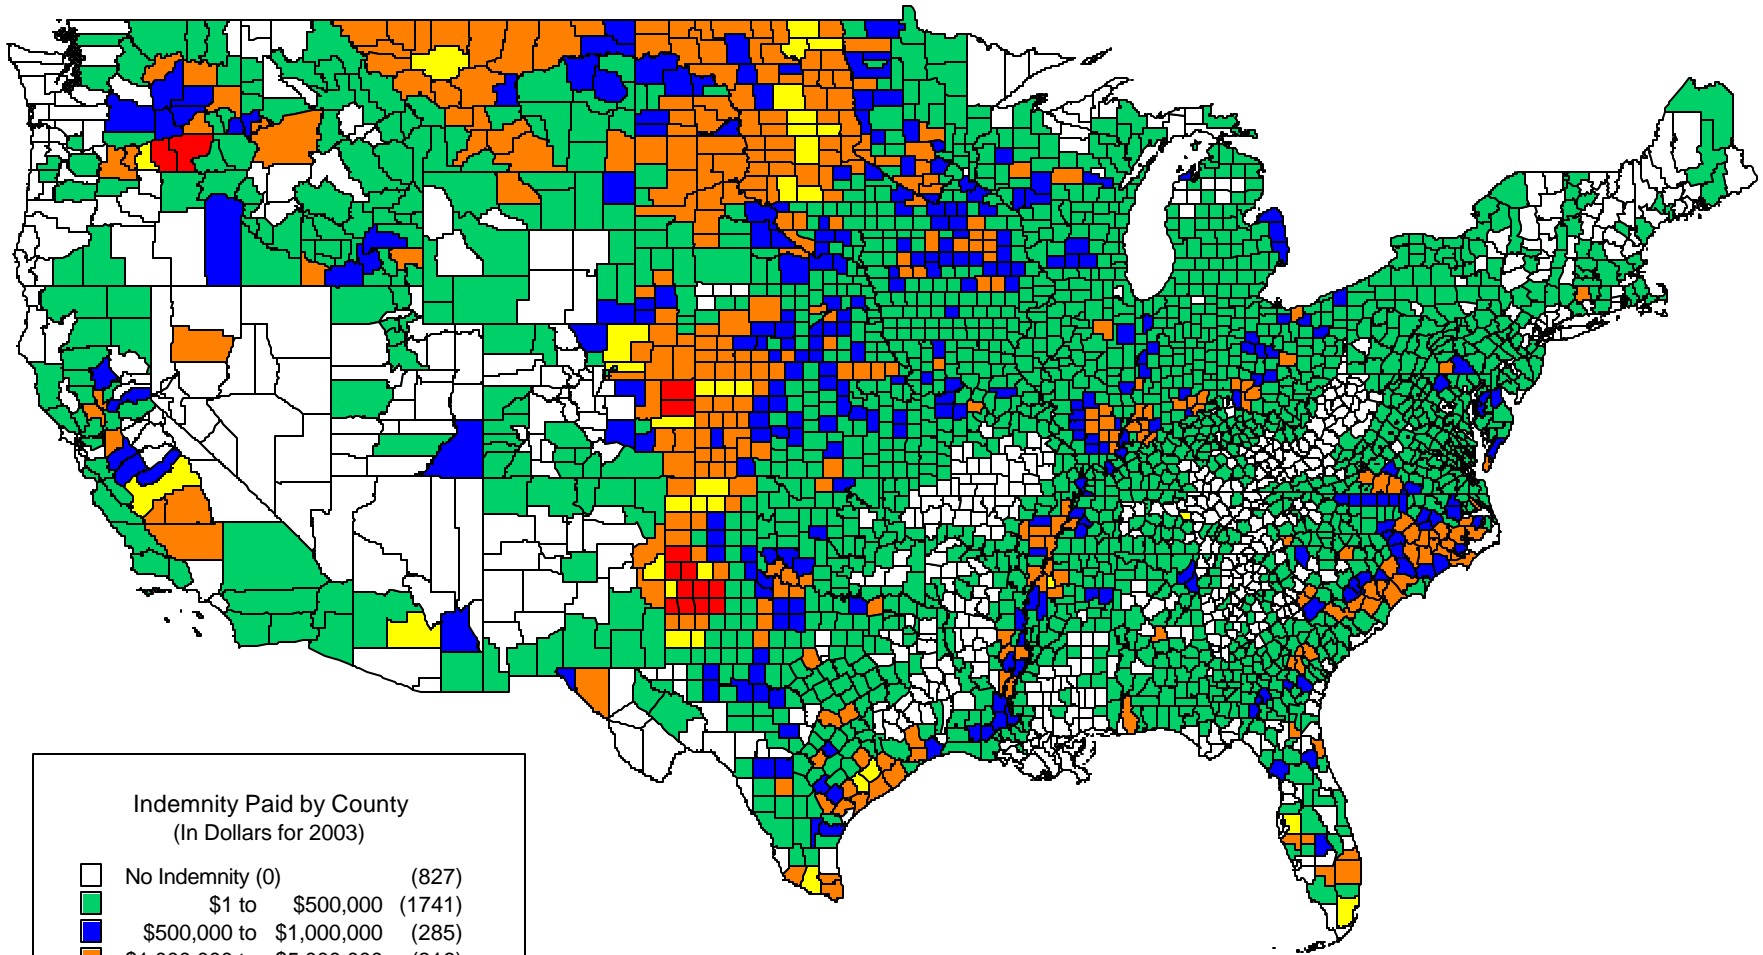 Indemnity Paid by County
(In Dollars for 2003)
No Indemnity (0) (827)
$1 to $500,000 (1741)
$500,000 to $1,000,000 (285)